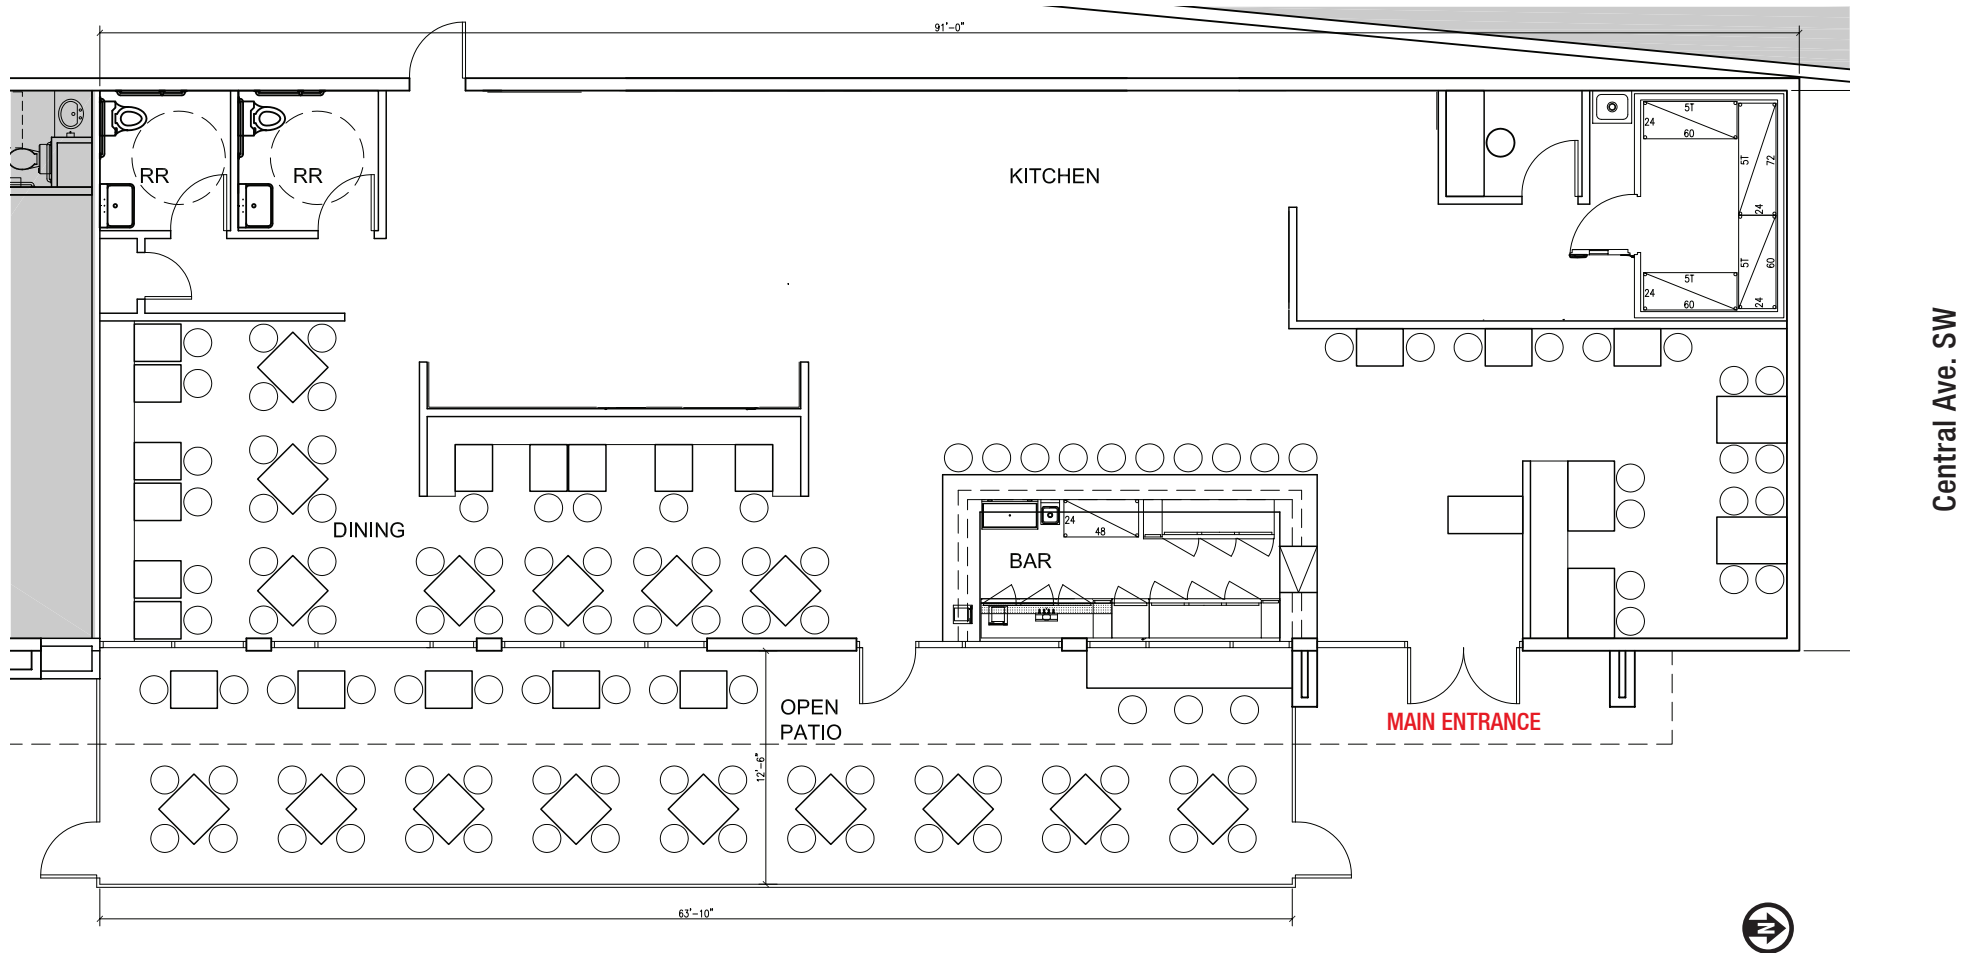 91'-0"
RR
RR
KITCHEN
5T
24
60
5T
72
24
5T
60
24
5T
24
60
Central Ave. SW
DINING
24
48
BAR
OPEN
PATIO
MAIN ENTRANCE
12'-6"
63'-10"
N